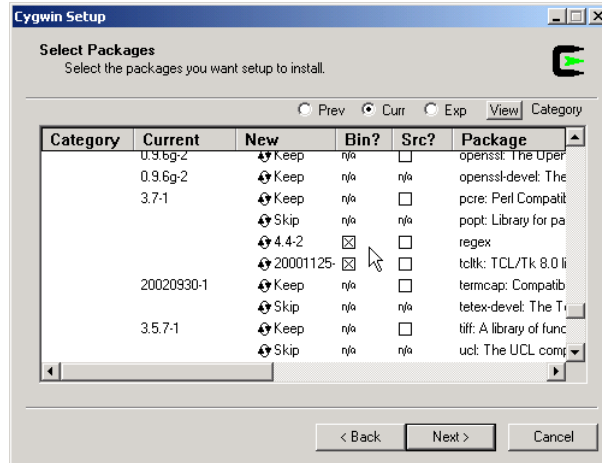 Cygwin Setup
Select Packages
Select the packages you want setup to install.
Prev Curr Exp View Category
Category Current New Bin? Src? Package
0.9.6g-2 Keep n/a openssl: The Oper
0.9.6g-2 Keep n/a openssl-devel: The
3.7-1 Keep n/a pcre: Perl Compatib
Skip n/a n/a popt: Library for pa
4.4-2 regex
20001125- tcltk: TCL/Tk 8.0 li
20020930-1 Keep n/a termcap: Compatib
Skip n/a n/a tetex-devel: The Te
3.5.7-1 Keep n/a tiff: A library of func
Skip n/a n/a ucl: The UCL comp
< Back Next > Cancel